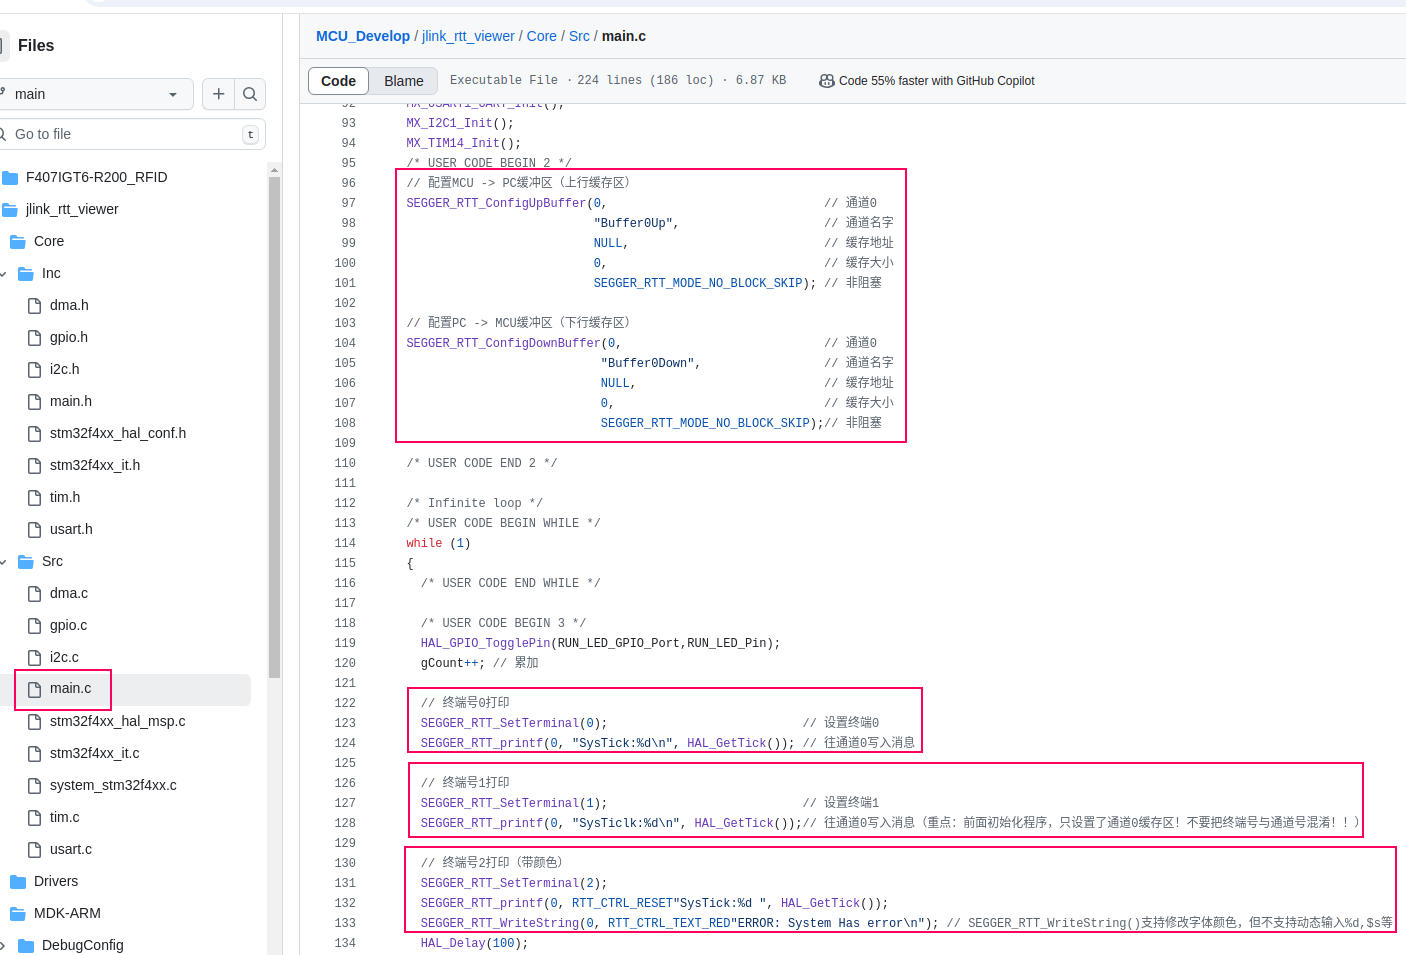 Files
main
Go to file
t
F407IGT6-R200_RFID
jlink_rtt_viewer
Core
Inc
dma.h
gpio.h
i2c.h
main.h
stm32f4xx_hal_conf.h
stm32f4xx_it.h
tim.h
usart.h
Src
dma.c
gpio.c
i2c.c
main.c
stm32f4xx_hal_msp.c
stm32f4xx_it.c
system_stm32f4xx.c
tim.c
usart.c
Drivers
MDK-ARM
DebugConfig
MCU_Develop / jlink_rtt_viewer / Core / Src / main.c
Code Blame Executable File · 224 lines (186 loc) · 6.87 KB Code 55% faster with GitHub Copilot
92 MX_USART1_UART_Init();
93 MX_I2C1_Init();
94 MX_TIM14_Init();
95 /* USER CODE BEGIN 2 */
96 // 配置MCU -> PC缓冲区（上行缓存区）
97 SEGGER_RTT_ConfigUpBuffer(0, // 通道0
98 "Buffer0Up", // 通道名字
99 NULL, // 缓存地址
100 0, // 缓存大小
101 SEGGER_RTT_MODE_NO_BLOCK_SKIP); // 非阻塞
102
103 // 配置PC -> MCU缓冲区（下行缓存区）
104 SEGGER_RTT_ConfigDownBuffer(0, // 通道0
105 "Buffer0Down", // 通道名字
106 NULL, // 缓存地址
107 0, // 缓存大小
108 SEGGER_RTT_MODE_NO_BLOCK_SKIP);// 非阻塞
109
110 /* USER CODE END 2 */
111
112 /* Infinite loop */
113 /* USER CODE BEGIN WHILE */
114 while (1)
115 {
116 /* USER CODE END WHILE */
117
118 /* USER CODE BEGIN 3 */
119 HAL_GPIO_TogglePin(RUN_LED_GPIO_Port,RUN_LED_Pin);
120 gCount++; // 累加
121
122 // 终端号0打印
123 SEGGER_RTT_SetTerminal(0); // 设置终端0
124 SEGGER_RTT_printf(0, "SysTick:%d\n", HAL_GetTick()); // 往通道0写入消息
125
126 // 终端号1打印
127 SEGGER_RTT_SetTerminal(1); // 设置终端1
128 SEGGER_RTT_printf(0, "SysTiclk:%d\n", HAL_GetTick());// 往通道0写入消息（重点：前面初始化程序，只设置了通道0缓存区！不要把终端号与通道号混淆！！）
129
130 // 终端号2打印（带颜色）
131 SEGGER_RTT_SetTerminal(2);
132 SEGGER_RTT_printf(0, RTT_CTRL_RESET"SysTick:%d ", HAL_GetTick());
133 SEGGER_RTT_WriteString(0, RTT_CTRL_TEXT_RED"ERROR: System Has error\n"); // SEGGER_RTT_WriteString()支持修改字体颜色，但不支持动态输入%d,$s等
134 HAL_Delay(100);